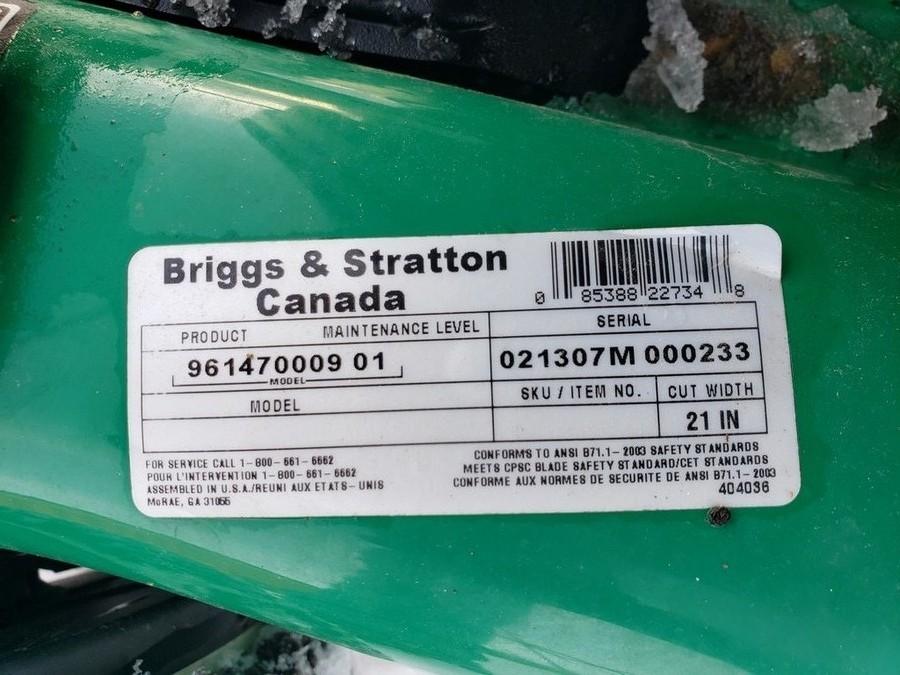 Briggs & Stratton
Canada
0 85388 22734 8
PRODUCT MAINTENANCE LEVEL
961470009 01
MODEL
SERIAL
021307M 000233
MODEL
SKU / ITEM NO. CUT WIDTH
21 IN
FOR SERVICE CALL 1-800-661-6662
POUR L'INTERVENTION 1-800-661-6662
ASSEMBLED IN U.S.A./REUNI AUX ETATS-UNIS
McRAE, GA 31055
CONFORMS TO ANSI B71.1-2003 SAFETY STANDARDS
MEETS CPSC BLADE SAFETY STANDARD/CET STANDARDS
CONFORME AUX NORMES DE SECURITE DE ANSI B71.1-2003
404036